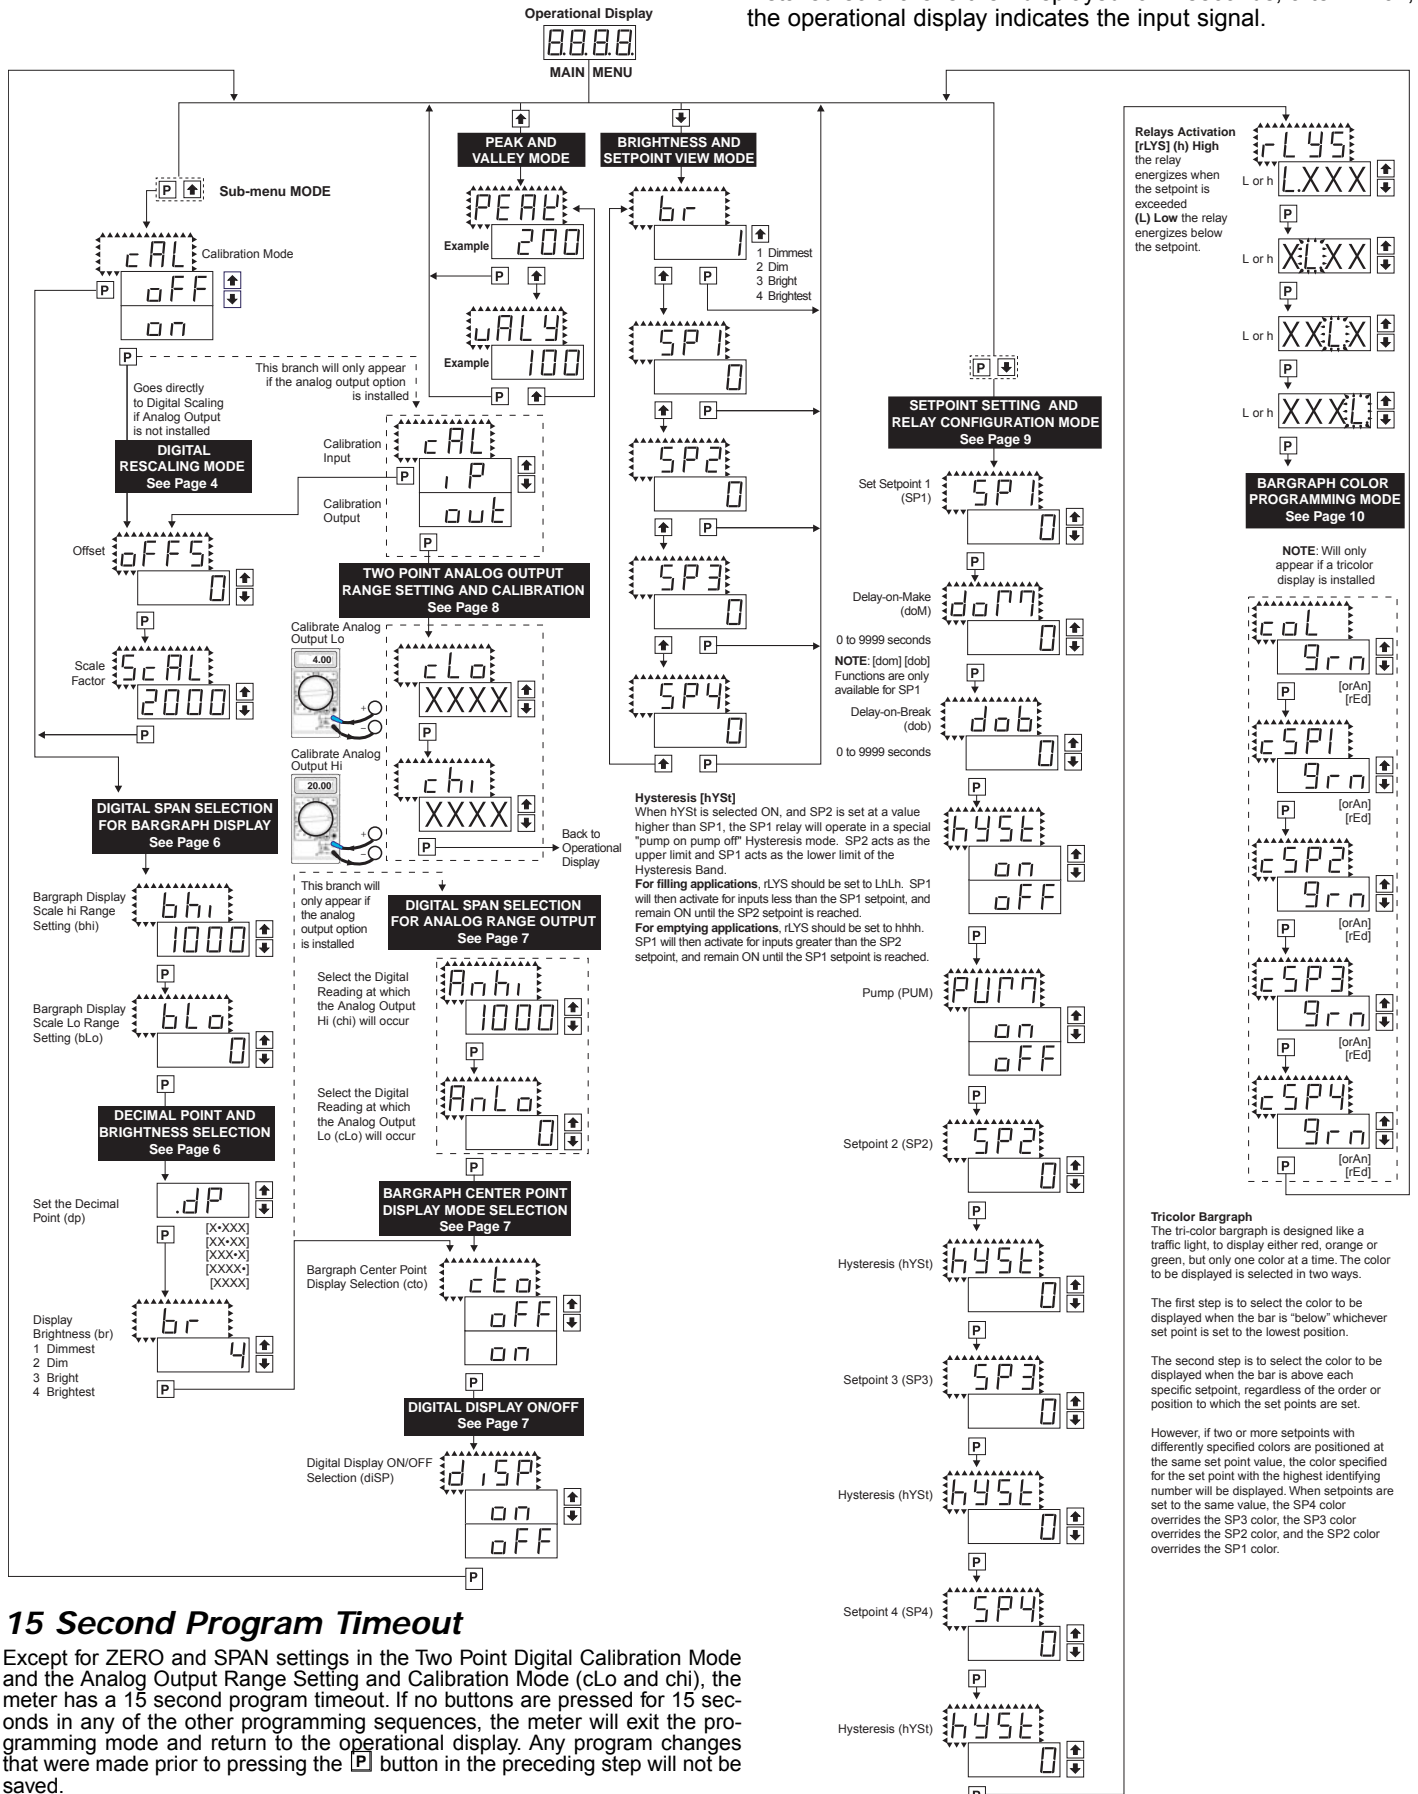 the operational display indicates the input signal.
Operational Display
8.8.8.8.
MAIN MENU
P
Sub-menu MODE
cAL
Calibration Mode
oFF
on
P
P
Goes directly
to Digital Scaling
if Analog Output
is not installed
This branch will only appear
if the analog output option
is installed
DIGITAL
RESCALING MODE
See Page 4
Offset
oFFS
0
P
Scale
Factor
ScAL
2000
P
PEAK AND
VALLEY MODE
PEAK
Example
200
P
vALY
Example
100
P
BRIGHTNESS AND
SETPOINT VIEW MODE
br
1
1 Dimmest
2 Dim
3 Bright
4 Brightest
P
SP1
0
P
SP2
0
P
SP3
0
P
SP4
0
P
cAL
Calibration
Input
iP
P
Calibration
Output
out
P
TWO POINT ANALOG OUTPUT
RANGE SETTING AND CALIBRATION
See Page 8
Calibrate Analog
Output Lo
4.00
+
–
cLo
XXXX
P
Calibrate Analog
Output Hi
20.00
+
–
chi
XXXX
P
Back to
Operational
Display
DIGITAL SPAN SELECTION
FOR BARGRAPH DISPLAY
See Page 6
Bargraph Display
Scale hi Range
Setting (bhi)
bhi
1000
P
Bargraph Display
Scale Lo Range
Setting (bLo)
bLo
0
P
DECIMAL POINT AND
BRIGHTNESS SELECTION
See Page 6
Set the Decimal
Point (dp)
.dP
P
[X•XXX]
[XX•XX]
[XXX•X]
[XXXX•]
[XXXX]
Display
Brightness (br)
1 Dimmest
2 Dim
3 Bright
4 Brightest
br
4
P
This branch will
only appear if
the analog
output option
is installed
DIGITAL SPAN SELECTION
FOR ANALOG RANGE OUTPUT
See Page 7
Select the Digital
Reading at which
the Analog Output
Hi (chi) will occur
Anhi
1000
P
Select the Digital
Reading at which
the Analog Output
Lo (cLo) will occur
AnLo
0
P
BARGRAPH CENTER POINT
DISPLAY MODE SELECTION
See Page 7
Bargraph Center Point
Display Selection (cto)
cto
oFF
on
P
DIGITAL DISPLAY ON/OFF
See Page 7
Digital Display ON/OFF
Selection (diSP)
diSP
on
oFF
P
Hysteresis [hYSt]
When hYSt is selected ON, and SP2 is set at a value
higher than SP1, the SP1 relay will operate in a special
"pump on pump off" Hysteresis mode. SP2 acts as the
upper limit and SP1 acts as the lower limit of the
Hysteresis Band.
For filling applications, rLYS should be set to LhLh. SP1
will then activate for inputs less than the SP1 setpoint, and
remain ON until the SP2 setpoint is reached.
For emptying applications, rLYS should be set to hhhh.
SP1 will then activate for inputs greater than the SP2
setpoint, and remain ON until the SP1 setpoint is reached.
P
SETPOINT SETTING AND
RELAY CONFIGURATION MODE
See Page 9
Set Setpoint 1
(SP1)
SP1
0
P
Delay-on-Make
(doM)
doM
0
0 to 9999 seconds
P
NOTE: [dom] [dob]
Functions are only
available for SP1
Delay-on-Break
(dob)
dob
0
0 to 9999 seconds
P
hYSt
on
oFF
P
Pump (PUM)
PUM
on
oFF
P
Setpoint 2 (SP2)
SP2
0
P
Hysteresis (hYSt)
hYSt
0
P
Setpoint 3 (SP3)
SP3
0
P
Hysteresis (hYSt)
hYSt
0
P
Setpoint 4 (SP4)
SP4
0
P
Hysteresis (hYSt)
hYSt
0
P
Relays Activation
[rLYS] (h) High
the relay
energizes when
the setpoint is
exceeded
(L) Low the relay
energizes below
the setpoint.
rLYS
L or h
L.XXX
P
L or h
XLXX
P
L or h
XXLX
P
L or h
XXXL
P
BARGRAPH COLOR
PROGRAMMING MODE
See Page 10
NOTE: Will only
appear if a tricolor
display is installed
coL
grn
P
[orAn]
[rEd]
cSP1
grn
P
[orAn]
[rEd]
cSP2
grn
P
[orAn]
[rEd]
cSP3
grn
P
[orAn]
[rEd]
cSP4
grn
P
[orAn]
[rEd]
Tricolor Bargraph
The tri-color bargraph is designed like a
traffic light, to display either red, orange or
green, but only one color at a time. The color
to be displayed is selected in two ways.
The first step is to select the color to be
displayed when the bar is “below” whichever
set point is set to the lowest position.
The second step is to select the color to be
displayed when the bar is above each
specific setpoint, regardless of the order or
position to which the set points are set.
However, if two or more setpoints with
differently specified colors are positioned at
the same set point value, the color specified
for the set point with the highest identifying
number will be displayed. When setpoints are
set to the same value, the SP4 color
overrides the SP3 color, the SP3 color
overrides the SP2 color, and the SP2 color
overrides the SP1 color.
15 Second Program Timeout
Except for ZERO and SPAN settings in the Two Point Digital Calibration Mode
and the Analog Output Range Setting and Calibration Mode (cLo and chi), the
meter has a 15 second program timeout. If no buttons are pressed for 15 sec-
onds in any of the other programming sequences, the meter will exit the pro-
gramming mode and return to the operational display. Any program changes
that were made prior to pressing the P button in the preceding step will not be
saved.